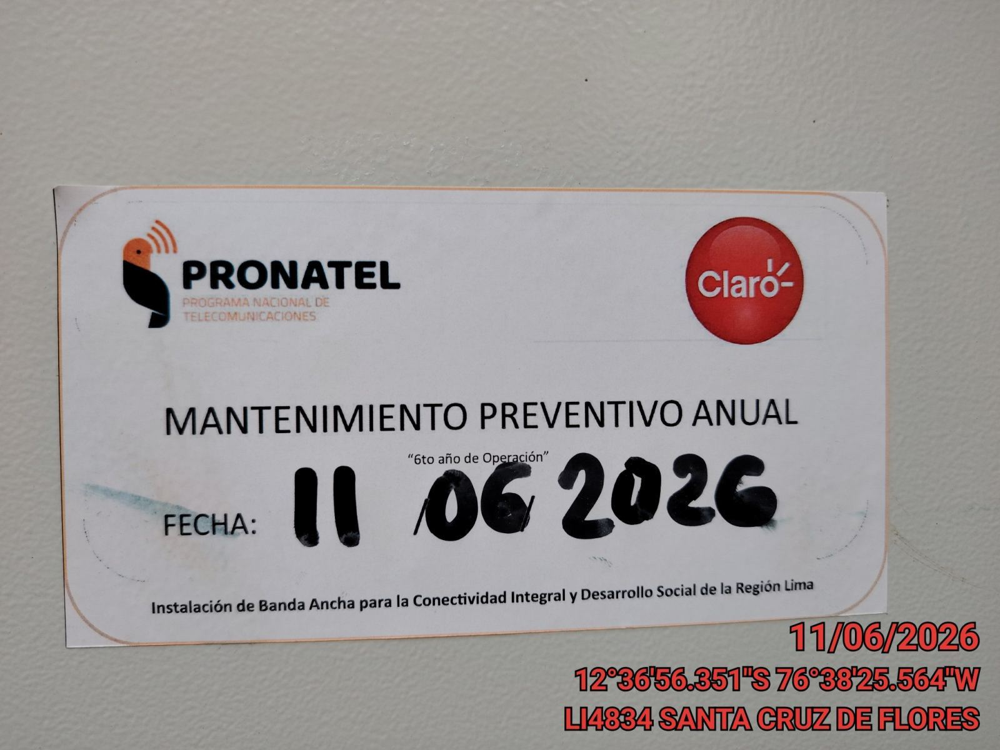 PRONATEL
PROGRAMA NACIONAL DE
TELECOMUNICACIONES
Claro
MANTENIMIENTO PREVENTIVO ANUAL
“6to año de Operación”
FECHA: 11 /06/ 2026
Instalación de Banda Ancha para la Conectividad Integral y Desarrollo Social de la Región Lima
11/06/2026
12°36'56.351"S 76°38'25.564"W
LI4834 SANTA CRUZ DE FLORES